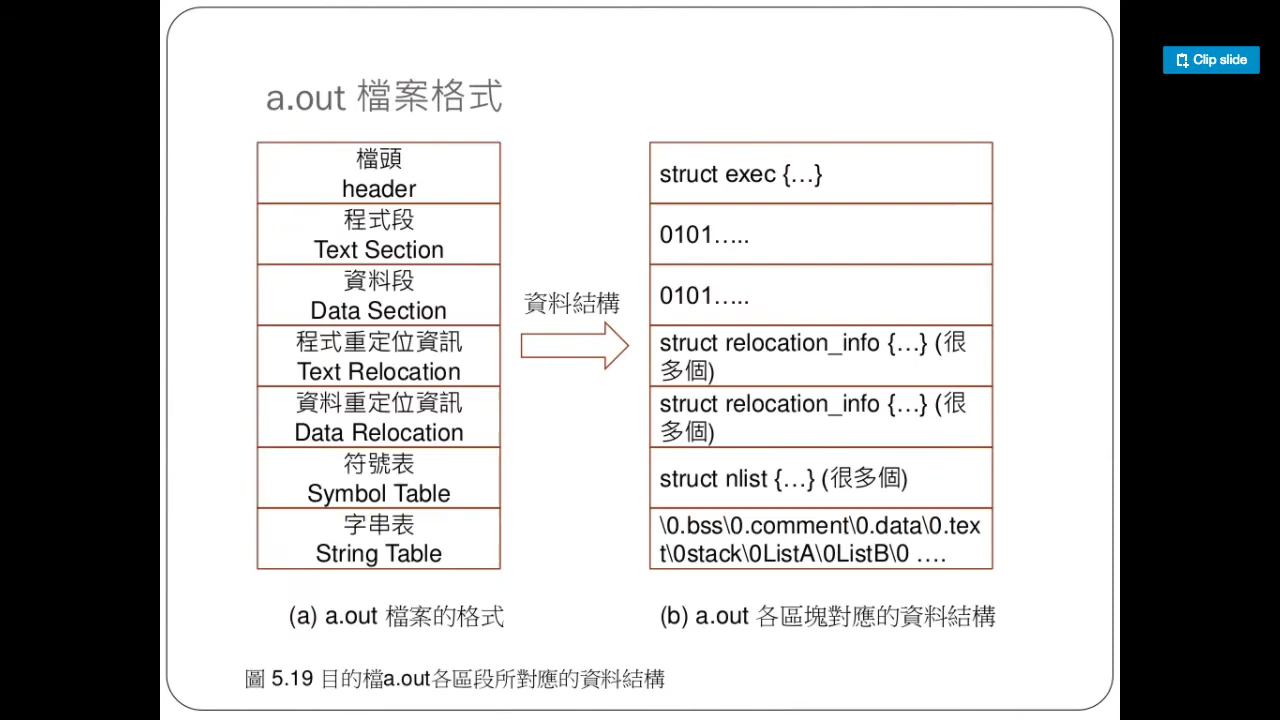 Clip slide
a.out 檔案格式
檔頭
header
程式段
Text Section
資料段
Data Section
程式重定位資訊
Text Relocation
資料重定位資訊
Data Relocation
符號表
Symbol Table
字串表
String Table
資料結構
struct exec {…}
0101…..
0101…..
struct relocation_info {…} (很
多個)
struct relocation_info {…} (很
多個)
struct nlist {…} (很多個)
\0.bss\0.comment\0.data\0.tex
t\0stack\0ListA\0ListB\0 ….
(a) a.out 檔案的格式
(b) a.out 各區塊對應的資料結構
圖 5.19 目的檔a.out各區段所對應的資料結構